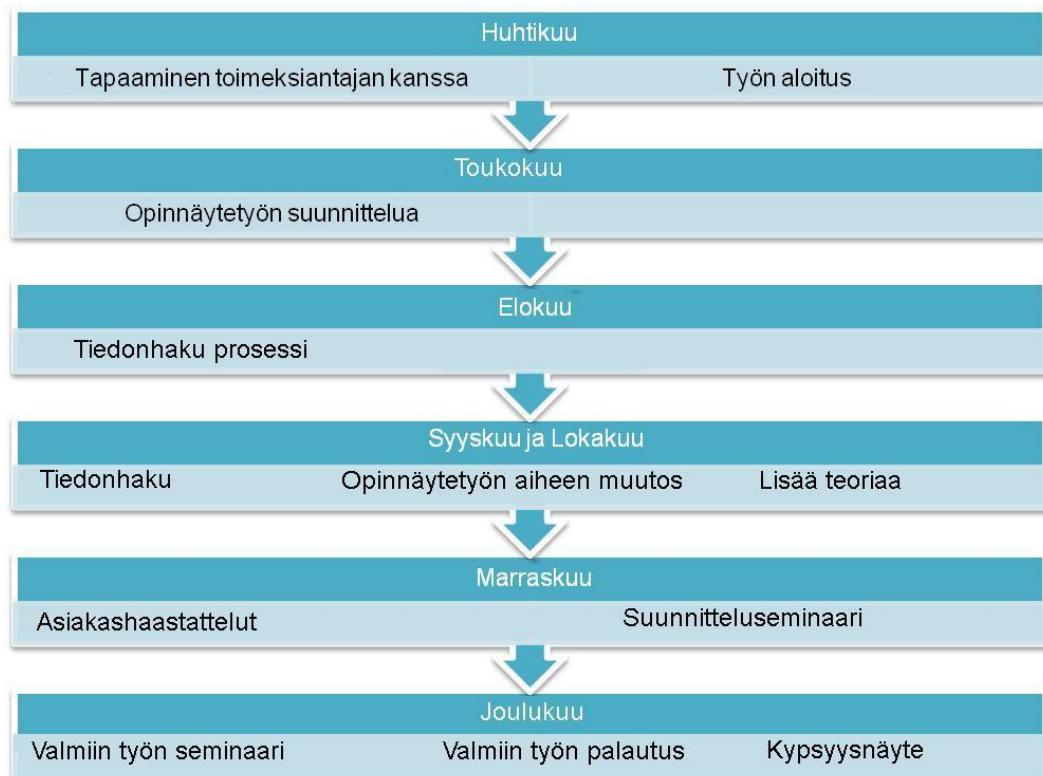 Huhtikuu
Tapaaminen toimeksiantajan kanssa Työn aloitus
Toukokuu
Opinnäytetyön suunnittelua
Elokuu
Tiedonhaku prosessi
Syyskuu ja Lokakuu
Tiedonhaku Opinnäytetyön aiheen muutos Lisää teoriaa
Marraskuu
Asiakashaastattelut Suunnitteluseminaari
Joulukuu
Valmiin työn seminaari Valmiin työn palautus Kypsyysnäyte